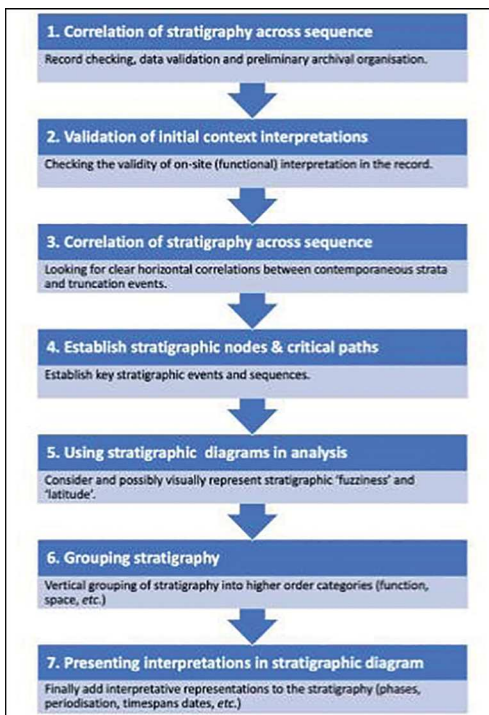 1. Correlation of stratigraphy across sequence
Record checking, data validation and preliminary archival organisation.
2. Validation of initial context interpretations
Checking the validity of on-site (functional) interpretation in the record.
3. Correlation of stratigraphy across sequence
Looking for clear horizontal correlations between contemporaneous strata
and truncation events.
4. Establish stratigraphic nodes & critical paths
Establish key stratigraphic events and sequences.
5. Using stratigraphic diagrams in analysis
Consider and possibly visually represent stratigraphic 'fuzziness' and
'latitude'.
6. Grouping stratigraphy
Vertical grouping of stratigraphy into higher order categories (function,
space, etc.)
7. Presenting interpretations in stratigraphic diagram
Finally add interpretative representations to the stratigraphy (phases,
periodisation, timespans dates, etc.)